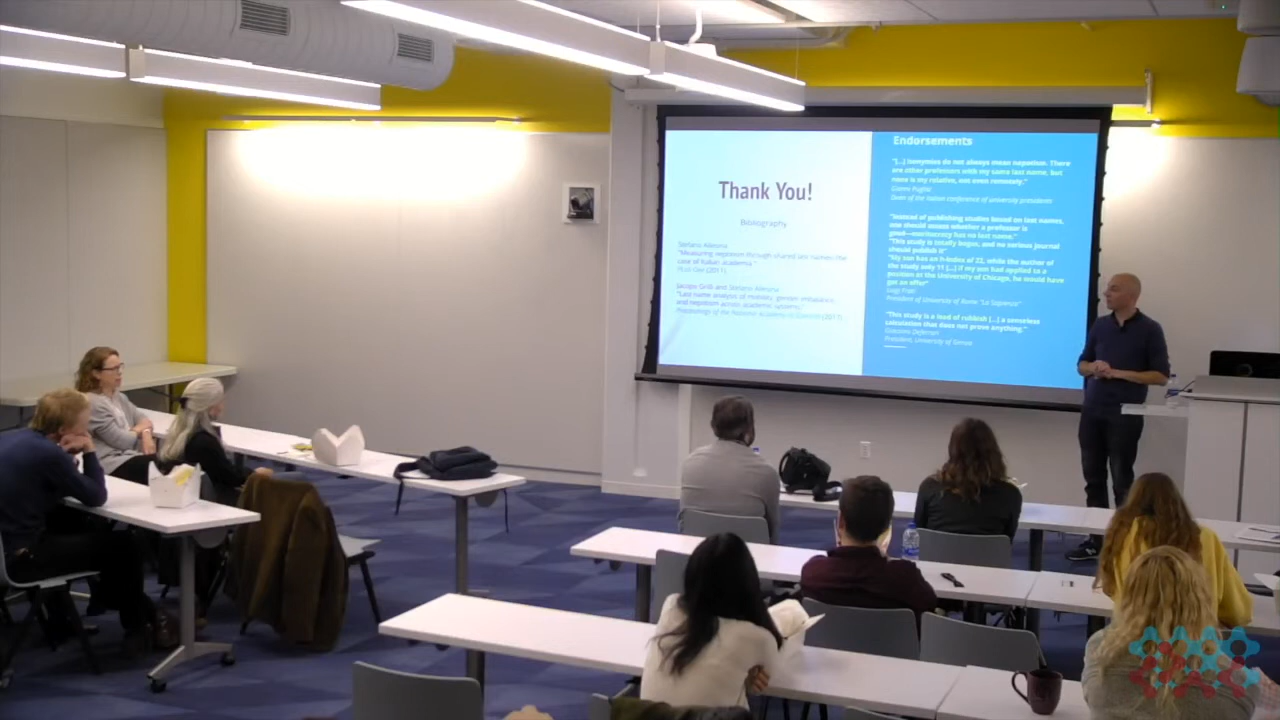 Thank You!
Bibliography
Stefano Allesina
"Measuring nepotism through shared last names: the
case of Italian academia."
PLoS One (2011)
Jacopo Grilli and Stefano Allesina
"Last name analysis of mobility, gender imbalance,
and nepotism across academic systems."
Proceedings of the National Academy of Sciences (2017)
Endorsements
"[...] homonymies do not always mean nepotism. There
are other professors with my same last name, but
none is my relative, not even remotely."
Dean of the Italian conference of university presidents
"Instead of publishing studies based on last names,
one should assess whether a professor is
good—meritocracy has no last name."
"This study is totally bogus, and no serious journal
should publish it"
"My son has an h-index of 22, while the author of
the study only 11 [...] if my son had applied to a
position at the University of Chicago, he would have
got an offer"
Luigi Frati
President of University of Rome "La Sapienza"
"This study is a load of rubbish [...] a senseless
calculation that does not prove anything."
Giacomo Deferrari
President, University of Genoa